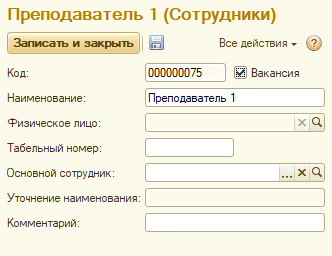 Преподаватель 1 (Сотрудники)
Записать и закрыть Все действия ?
Код: 000000075 Вакансия
Наименование: Преподаватель 1
Физическое лицо:
Табельный номер:
Основной сотрудник: ...
Уточнение наименования:
Комментарий: